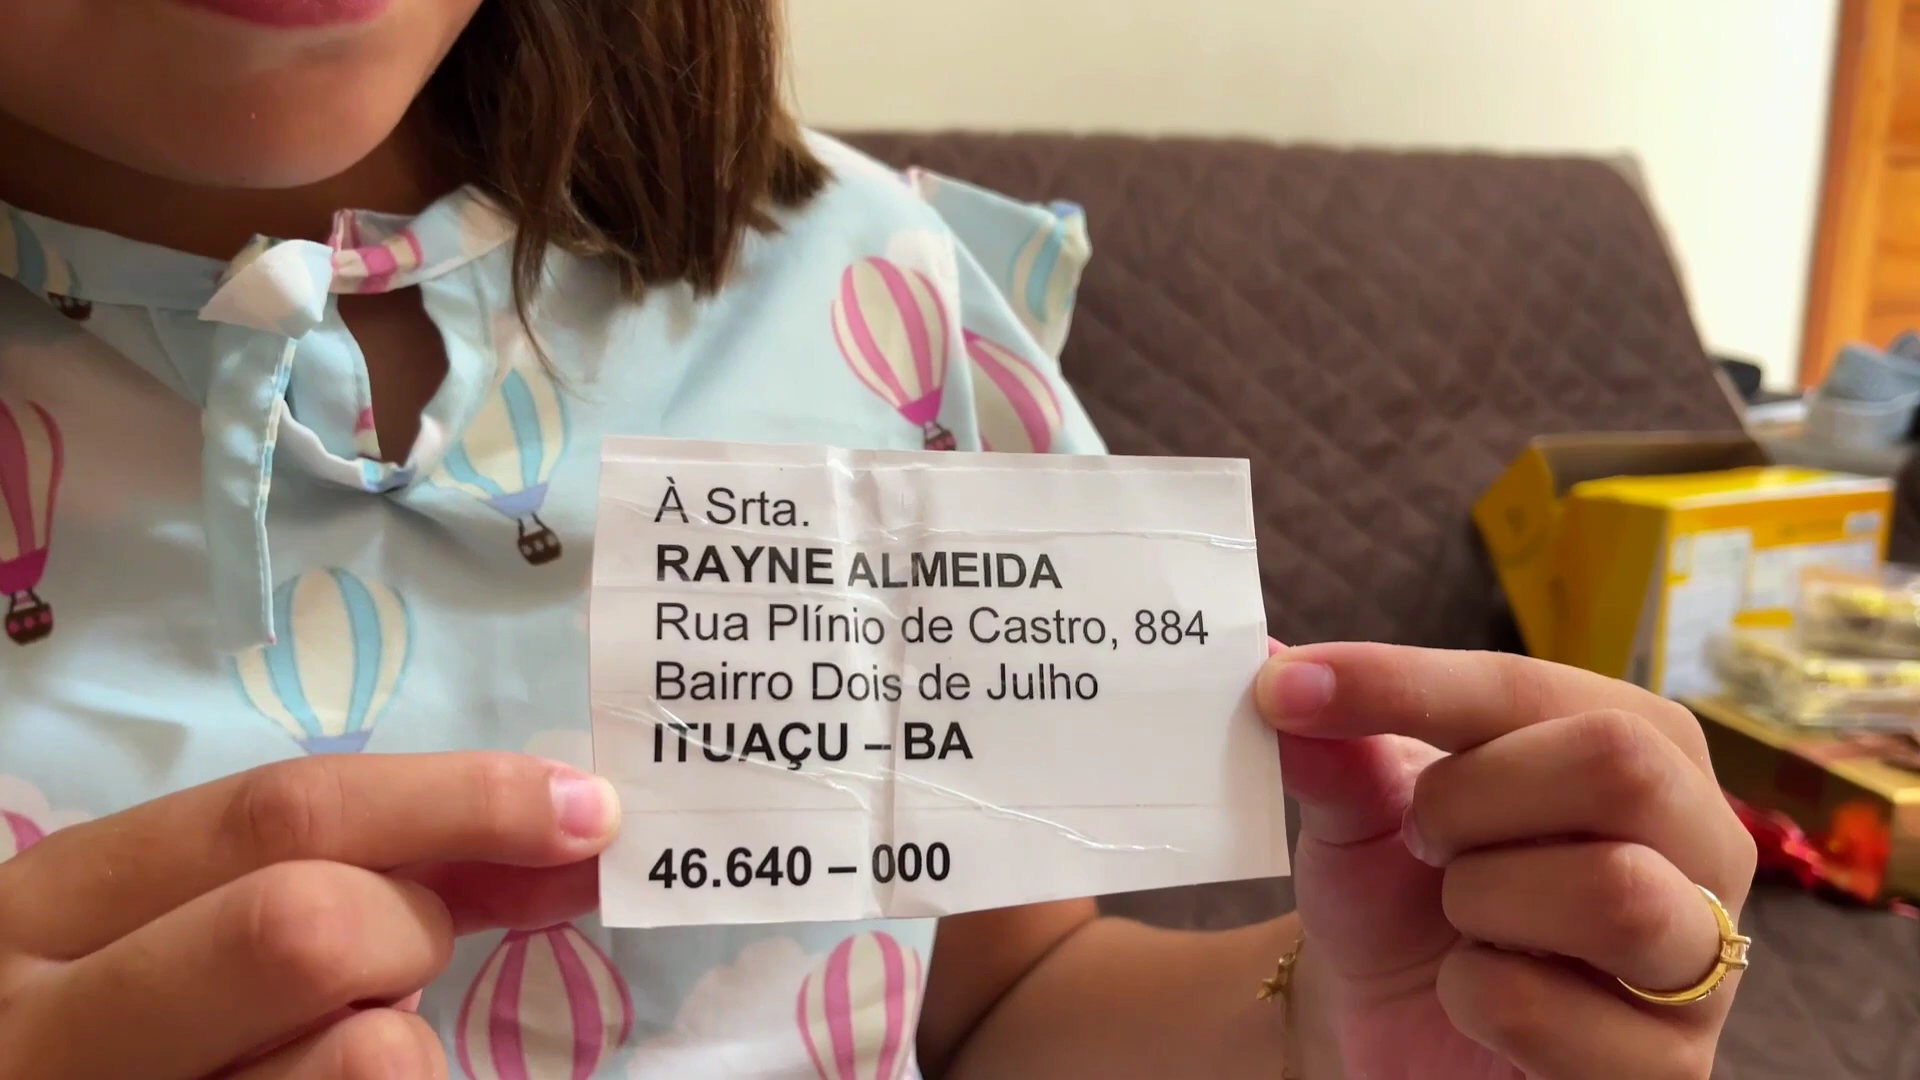 À Srta.
RAYNE ALMEIDA
Rua Plínio de Castro, 884
Bairro Dois de Julho
ITUAÇU – BA
46.640 – 000